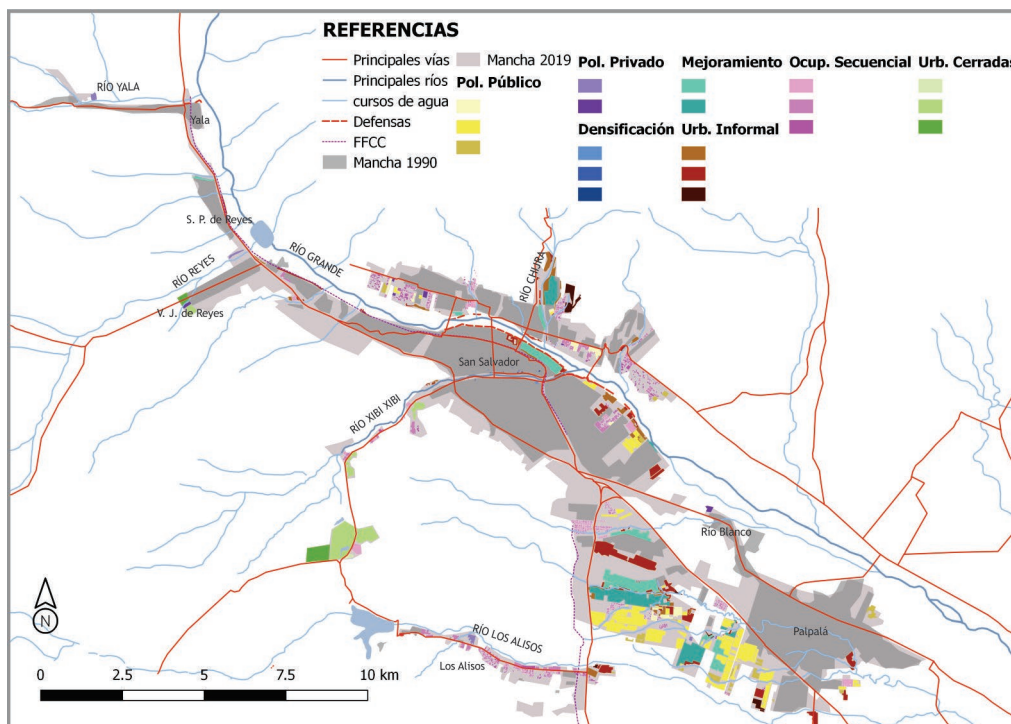 REFERENCIAS
Principales vías
Principales ríos
cursos de agua
Defensas
FFCC
Mancha 1990
Mancha 2019
Pol. Público
Pol. Privado
Densificación
Mejoramiento
Urb. Informal
Ocup. Secuencial
Urb. Cerradas
RÍO YALA
Yala
S. P. de Reyes
RÍO GRANDE
RÍO REYES
V. J. de Reyes
RÍO CHIJRA
San Salvador
RÍO XIBI XIBI
Río Blanco
Palpalá
RÍO LOS ALISOS
Los Alisos
N
0 2.5 5 7.5 10 km